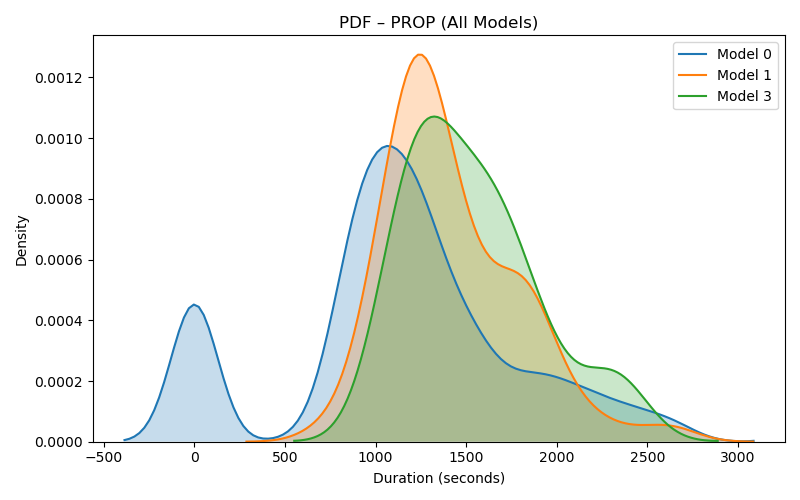 PDF – PROP (All Models)
Model 0
Model 1
Model 3
Density
0.0012
0.0010
0.0008
0.0006
0.0004
0.0002
0.0000
−500
0
500
1000
1500
2000
2500
3000
Duration (seconds)